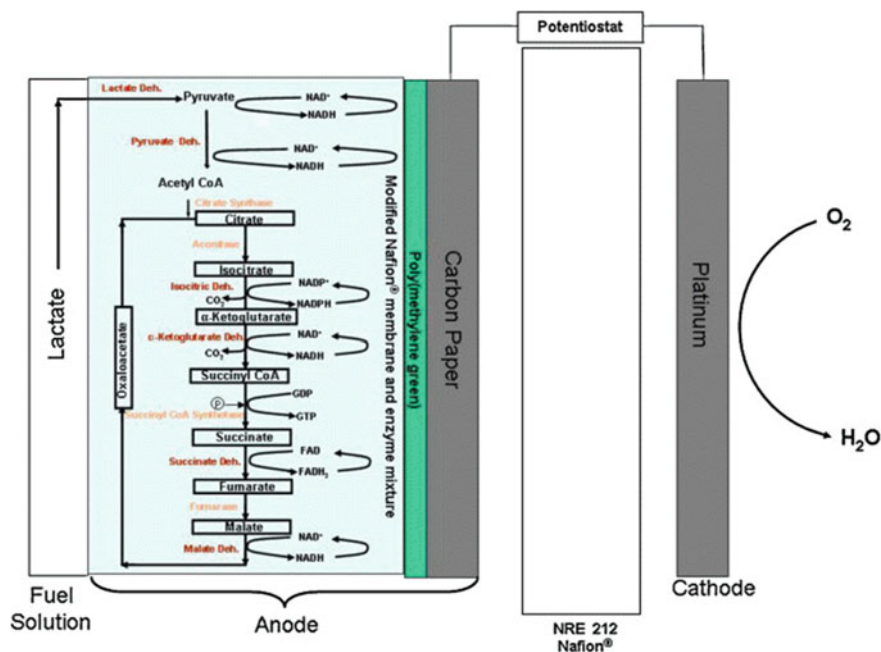 Potentiostat
Lactate Deh.
Pyruvate
NAD⁺
NADH
Pyruvate Deh.
NAD⁺
NADH
Acetyl CoA
Citrate Synthase
Citrate
Aconitase
Isocitrate
Isocitric Deh.
NADP⁺
CO₂
NADPH
α-Ketoglutarate
α-Ketoglutarate Deh.
NAD⁺
CO₂
NADH
Succinyl CoA
GDP
P
GTP
Succinyl CoA Synthetase
Succinate
FAD
Succinate Deh.
FADH₂
Fumarate
Fumarase
Malate
NAD⁺
Malate Deh.
NADH
Oxaloacetate
Lactate
Modified Nafion® membrane and enzyme mixture
Poly(methylene green)
Carbon Paper
Platinum
O₂
H₂O
Fuel
Solution
Anode
NRE 212
Nafion®
Cathode